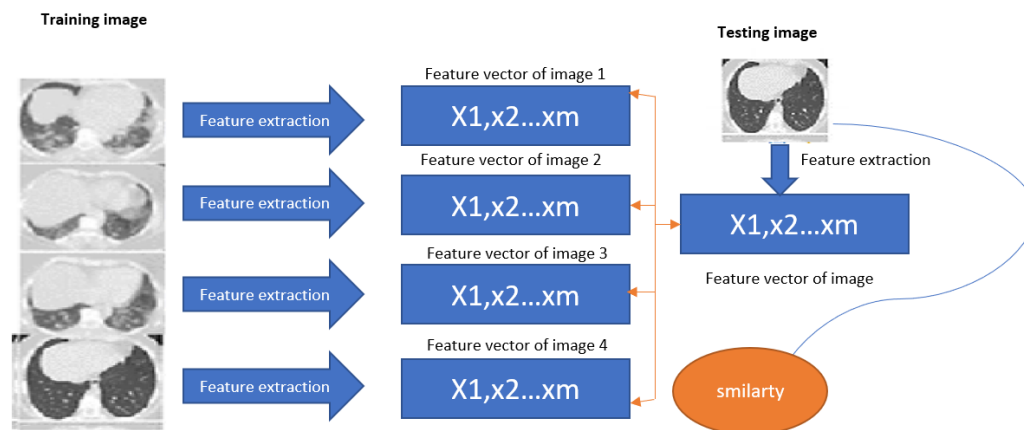 Training image
Testing image
Feature vector of image 1
Feature extraction
X1,x2...xm
Feature vector of image 2
Feature extraction
Feature extraction
X1,x2...xm
X1,x2...xm
Feature vector of image 3
Feature vector of image
Feature extraction
X1,x2...xm
Feature vector of image 4
Feature extraction
X1,x2...xm
smilarty